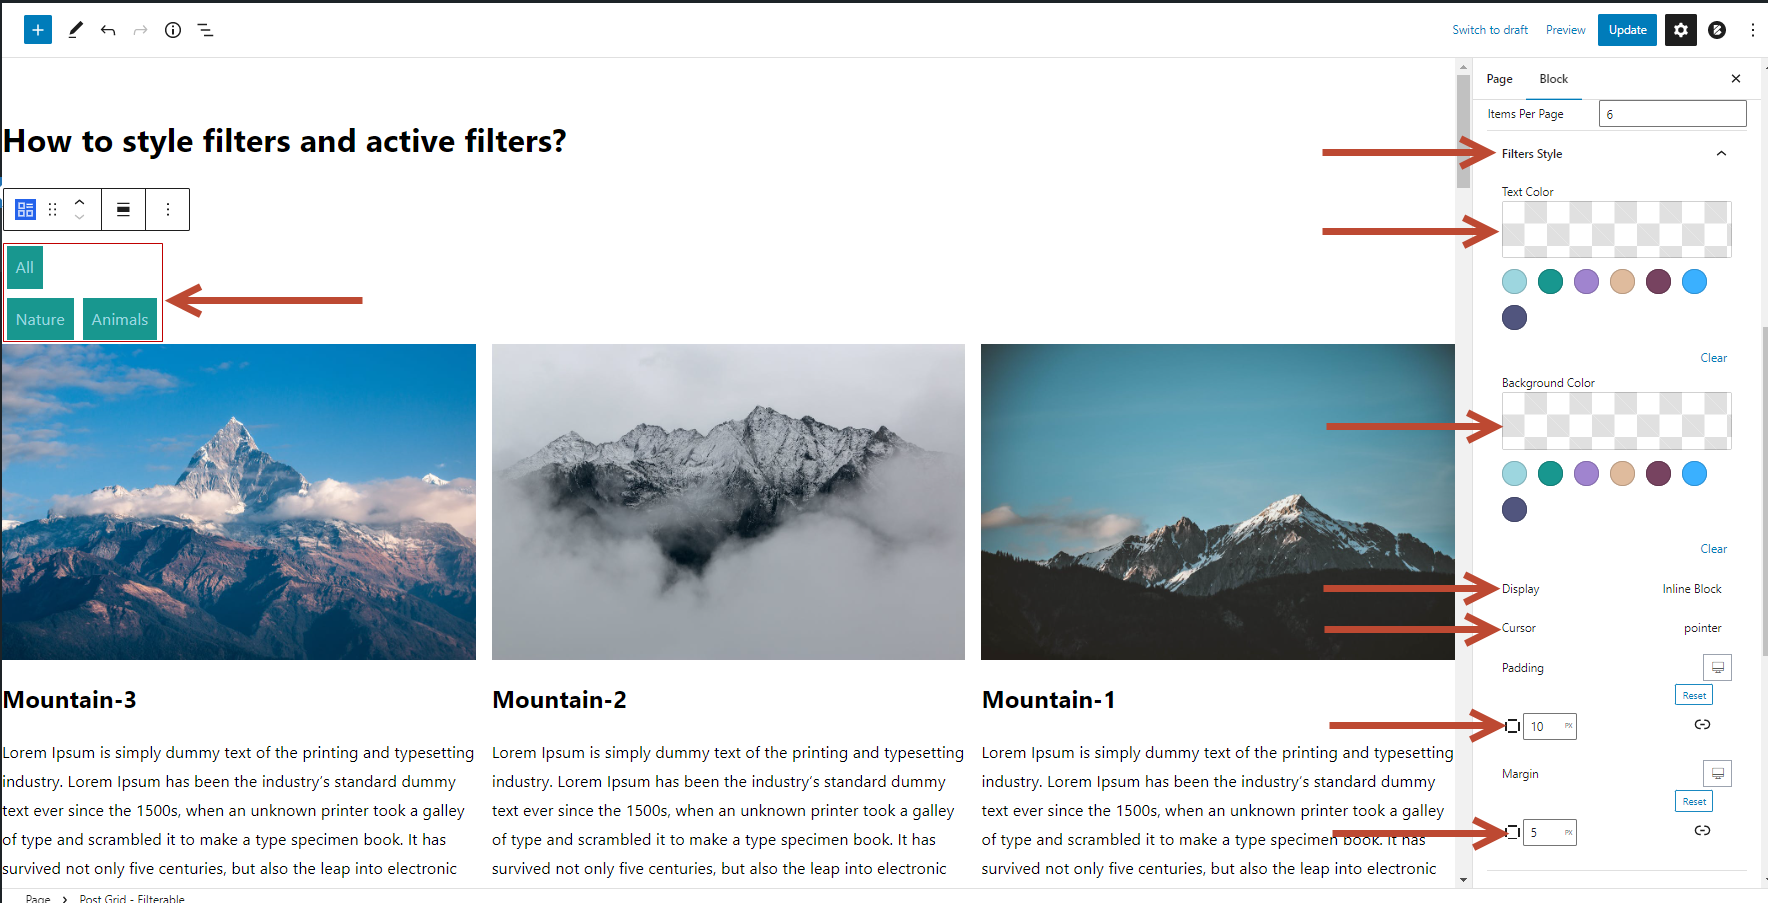 Switch to draft
Preview
Update
How to style filters and active filters?
All
Nature
Animals
Mountain-3
Lorem Ipsum is simply dummy text of the printing and typesetting
industry. Lorem Ipsum has been the industry's standard dummy
text ever since the 1500s, when an unknown printer took a galley
of type and scrambled it to make a type specimen book. It has
survived not only five centuries, but also the leap into electronic
Mountain-2
Lorem Ipsum is simply dummy text of the printing and typesetting
industry. Lorem Ipsum has been the industry's standard dummy
text ever since the 1500s, when an unknown printer took a galley
of type and scrambled it to make a type specimen book. It has
survived not only five centuries, but also the leap into electronic
Mountain-1
Lorem Ipsum is simply dummy text of the printing and typesetting
industry. Lorem Ipsum has been the industry's standard dummy
text ever since the 1500s, when an unknown printer took a galley
of type and scrambled it to make a type specimen book. It has
survived not only five centuries, but also the leap into electronic
Page
Block
Items Per Page
6
Filters Style
Text Color
Clear
Background Color
Clear
Display
Inline Block
Cursor
pointer
Padding
Reset
10
PX
Margin
Reset
5
PX
Page
Post Grid - Filterable